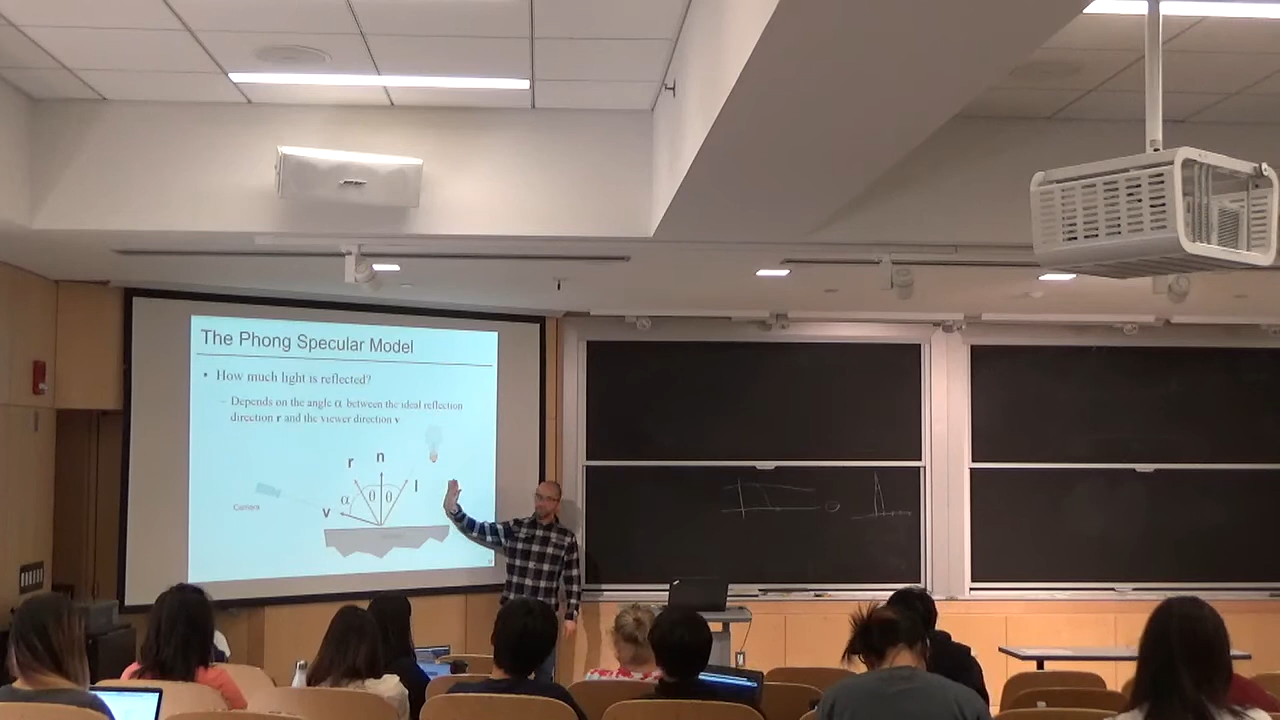 The Phong Specular Model
• How much light is reflected?
– Depends on the angle α between the ideal reflection
direction r and the viewer direction v
n
r
l
α θ θ
Camera
v